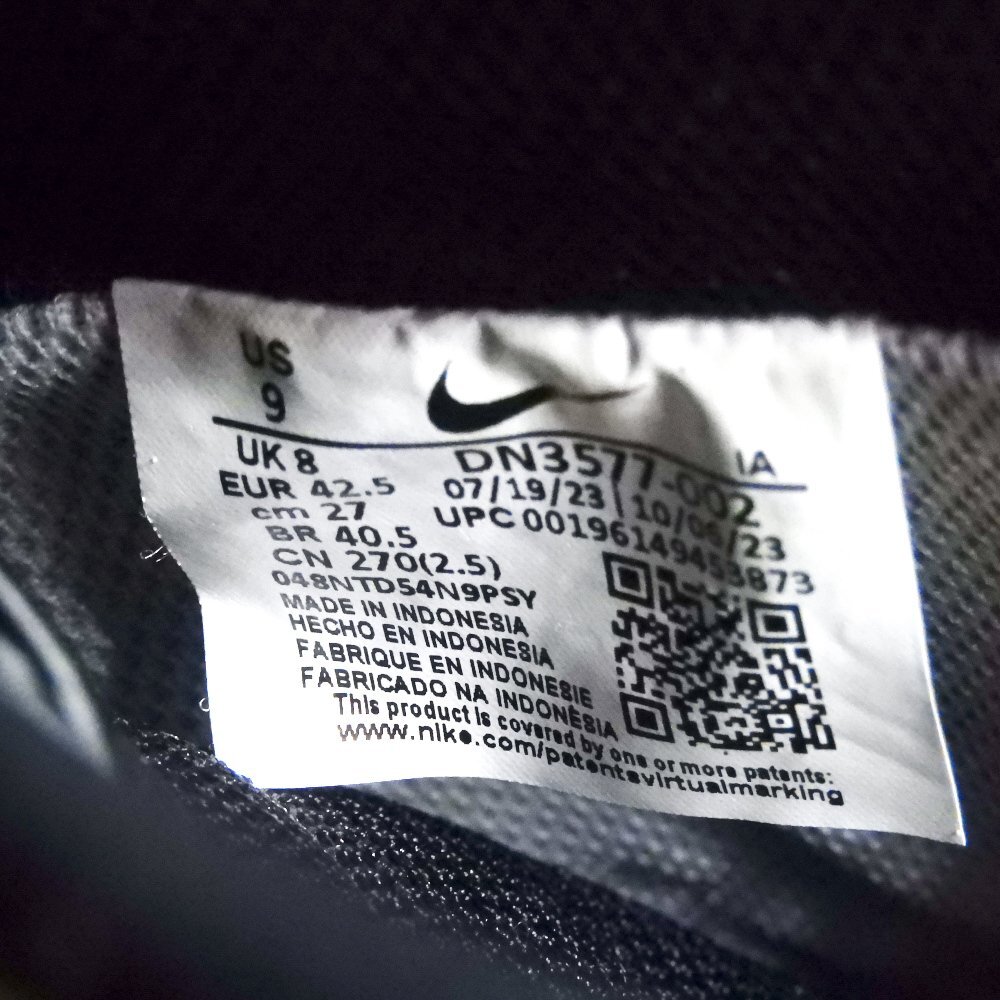 US
9
IA
UK 8
DN3577-002
EUR 42.5
07/19/23 | 10/06/23
cm 27
UPC 00196149453873
BR 40.5
CN 270(2.5)
048NTD54N9PSY
MADE IN INDONESIA
HECHO EN INDONESIA
FABRIQUE EN INDONESIE
FABRICADO NA INDONÈSIA
This product is covered by one or more patents:
www.nike.com/patentsvirtualmarking